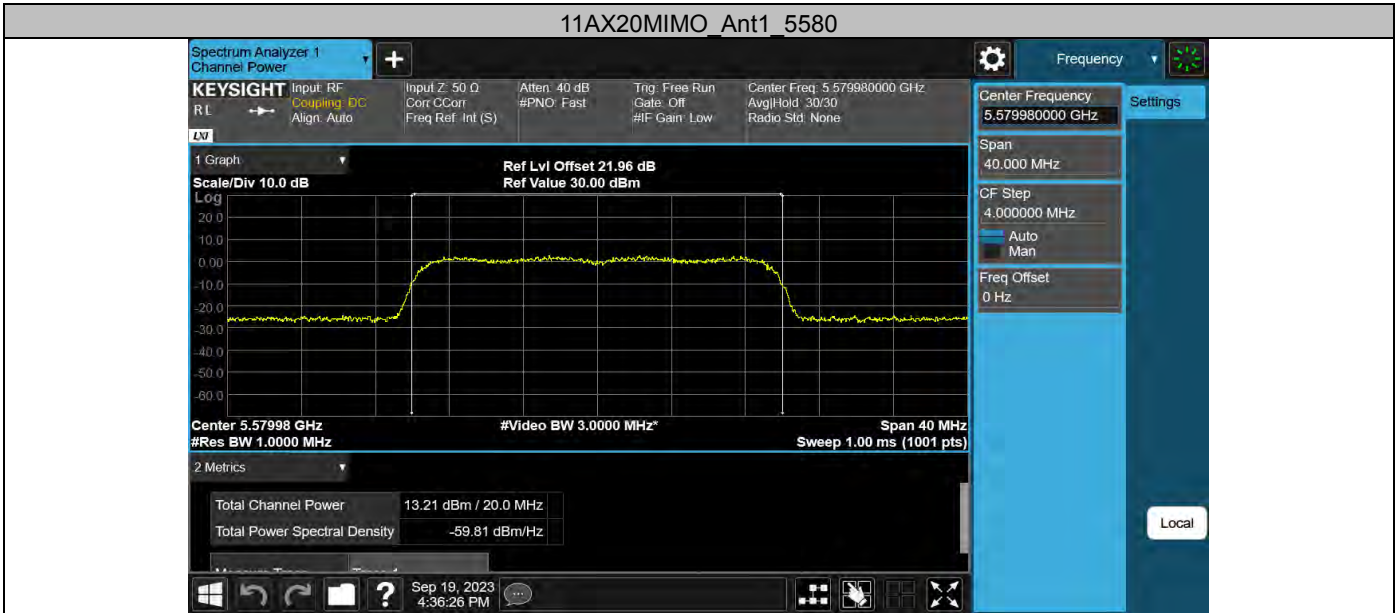 11AX20MIMO_Ant1_5580
Spectrum Analyzer 1
Channel Power
+
Frequency
KEYSIGHT
R L
LXI
Input: RF
Coupling: DC
Align: Auto
Input Z: 50 Ω
Corr CCorr
Freq Ref: Int (S)
Atten: 40 dB
#PNO: Fast
Trig: Free Run
Gate: Off
#IF Gain: Low
Center Freq: 5.579980000 GHz
Avg|Hold: 30/30
Radio Std: None
Center Frequency
5.579980000 GHz
Settings
Span
40.000 MHz
CF Step
4.000000 MHz
Auto
Man
Freq Offset
0 Hz
Local
1 Graph
Scale/Div 10.0 dB
Ref Lvl Offset 21.96 dB
Ref Value 30.00 dBm
Log
20.0
10.0
0.00
-10.0
-20.0
-30.0
-40.0
-50.0
-60.0
Center 5.57998 GHz
#Res BW 1.0000 MHz
#Video BW 3.0000 MHz*
Span 40 MHz
Sweep 1.00 ms (1001 pts)
2 Metrics
Total Channel Power 13.21 dBm / 20.0 MHz
Total Power Spectral Density -59.81 dBm/Hz
?
Sep 19, 2023
4:36:26 PM